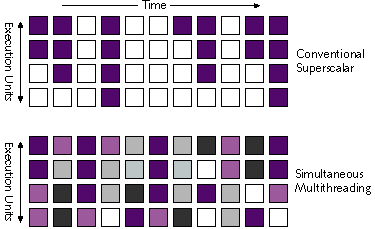 Time
Execution Units
Conventional
Superscalar
Execution Units
Simultaneous
Multithreading